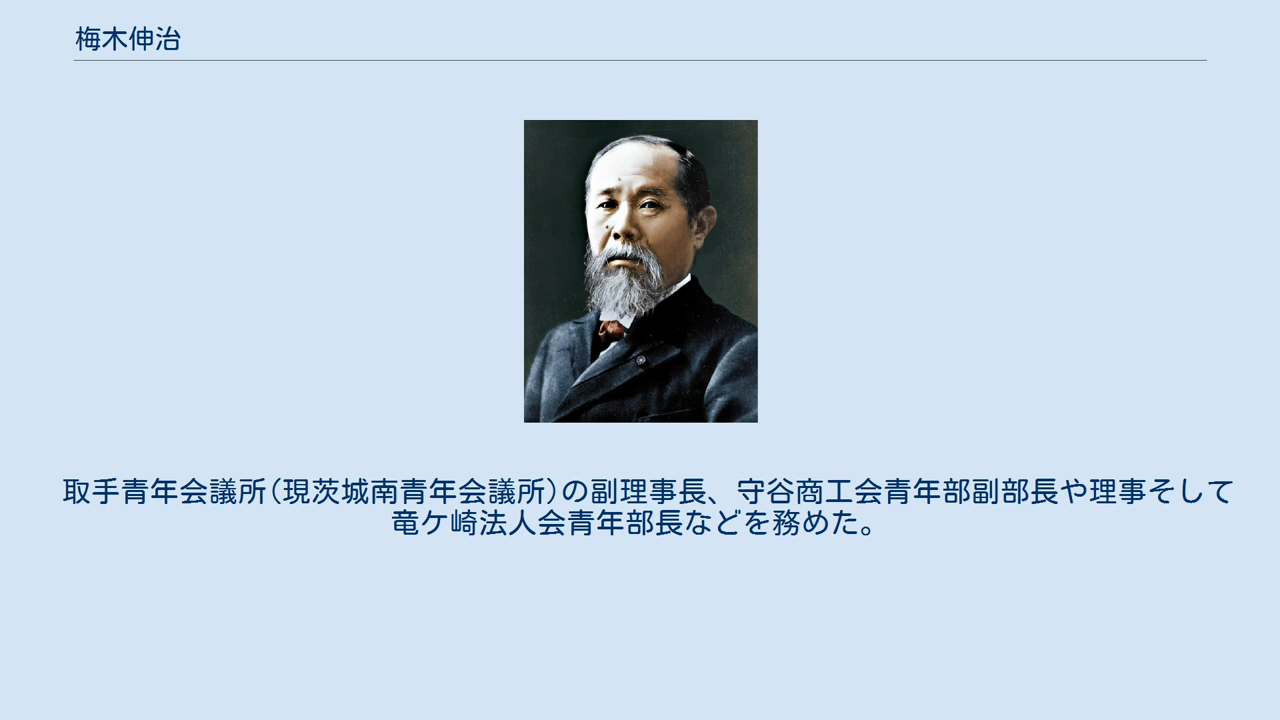 梅木伸治
取手青年会議所(現茨城南青年会議所)の副理事長、守谷商工会青年部副部長や理事そして
竜ケ崎法人会青年部長などを務めた。